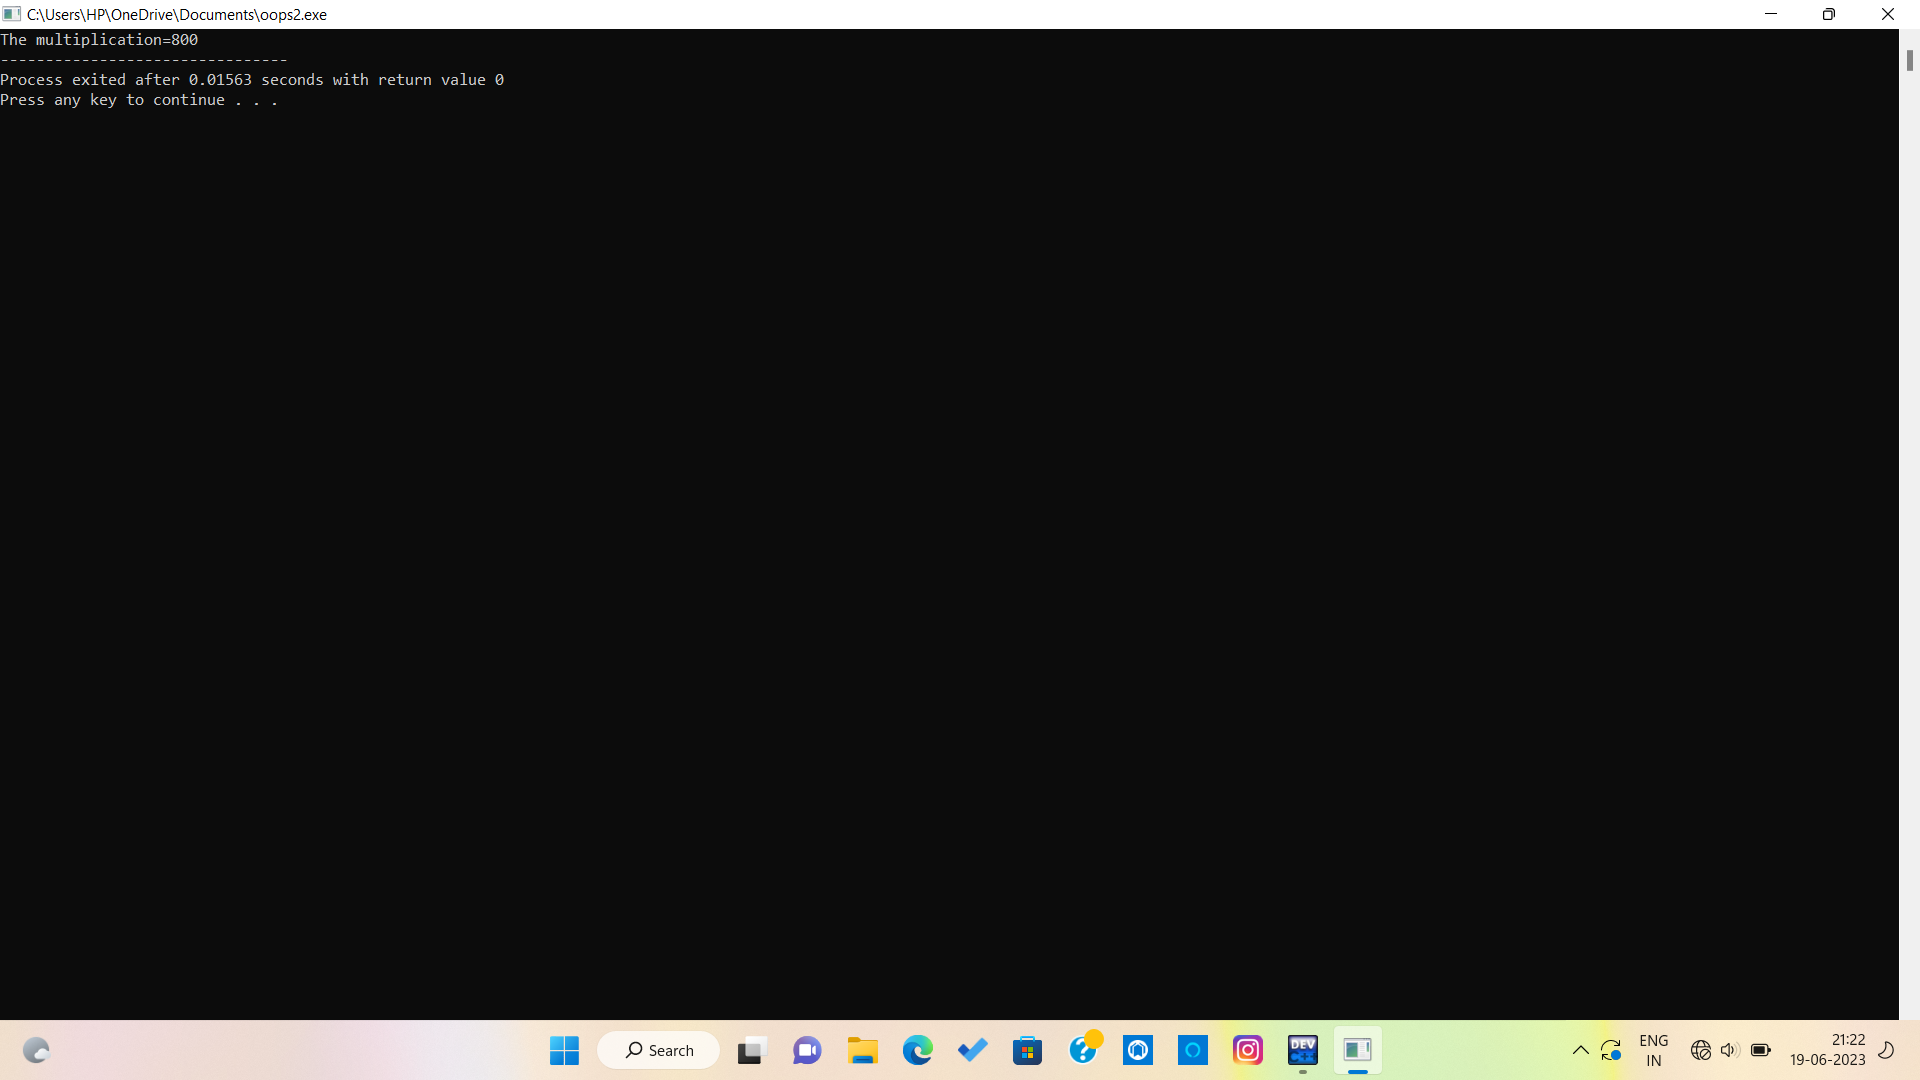 C:\Users\HP\OneDrive\Documents\oops2.exe
The multiplication=800
--------------------------------
Process exited after 0.01563 seconds with return value 0
Press any key to continue . . .
Search
DEV
C++
ENG
IN
21:22
19-06-2023